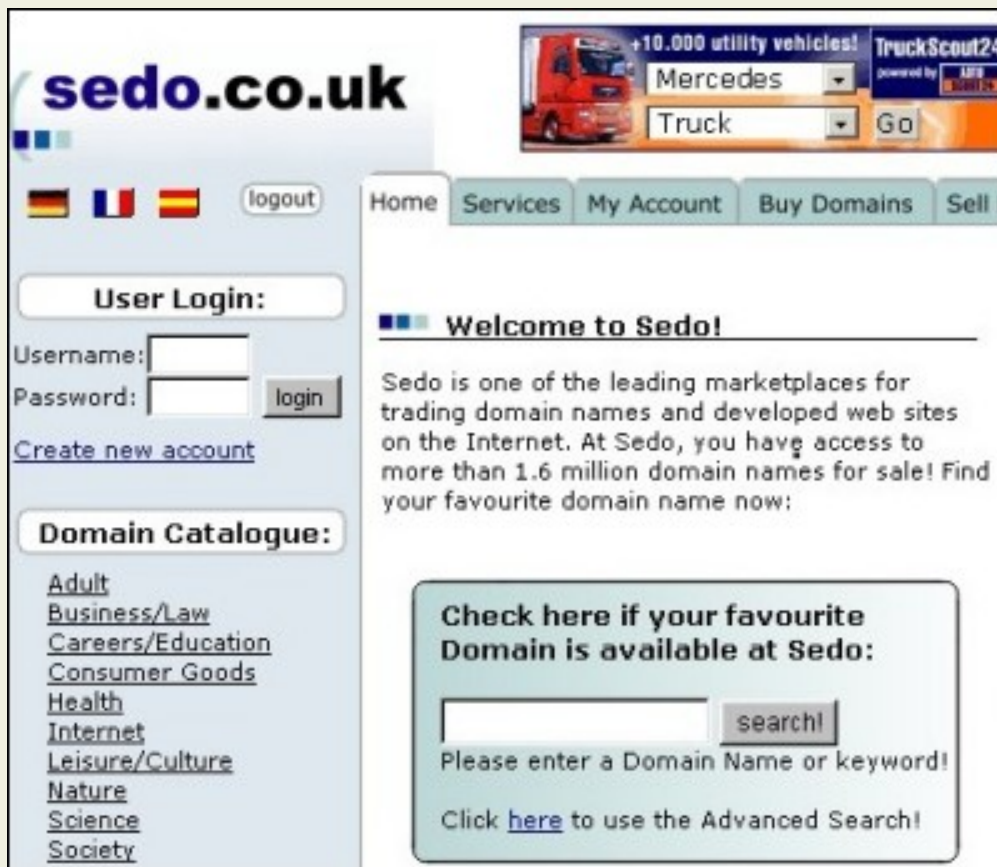 sedo.co.uk
+10.000 utility vehicles!
TruckScout24
powered by AUTO SCOUT24
Mercedes
Truck
Go
logout
Home Services My Account Buy Domains Sell
User Login:
Username:
Password: login
Create new account
Domain Catalogue:
Adult
Business/Law
Careers/Education
Consumer Goods
Health
Internet
Leisure/Culture
Nature
Science
Society
Welcome to Sedo!
Sedo is one of the leading marketplaces for
trading domain names and developed web sites
on the Internet. At Sedo, you have access to
more than 1.6 million domain names for sale! Find
your favourite domain name now:
Check here if your favourite
Domain is available at Sedo:
search!
Please enter a Domain Name or keyword!
Click here to use the Advanced Search!